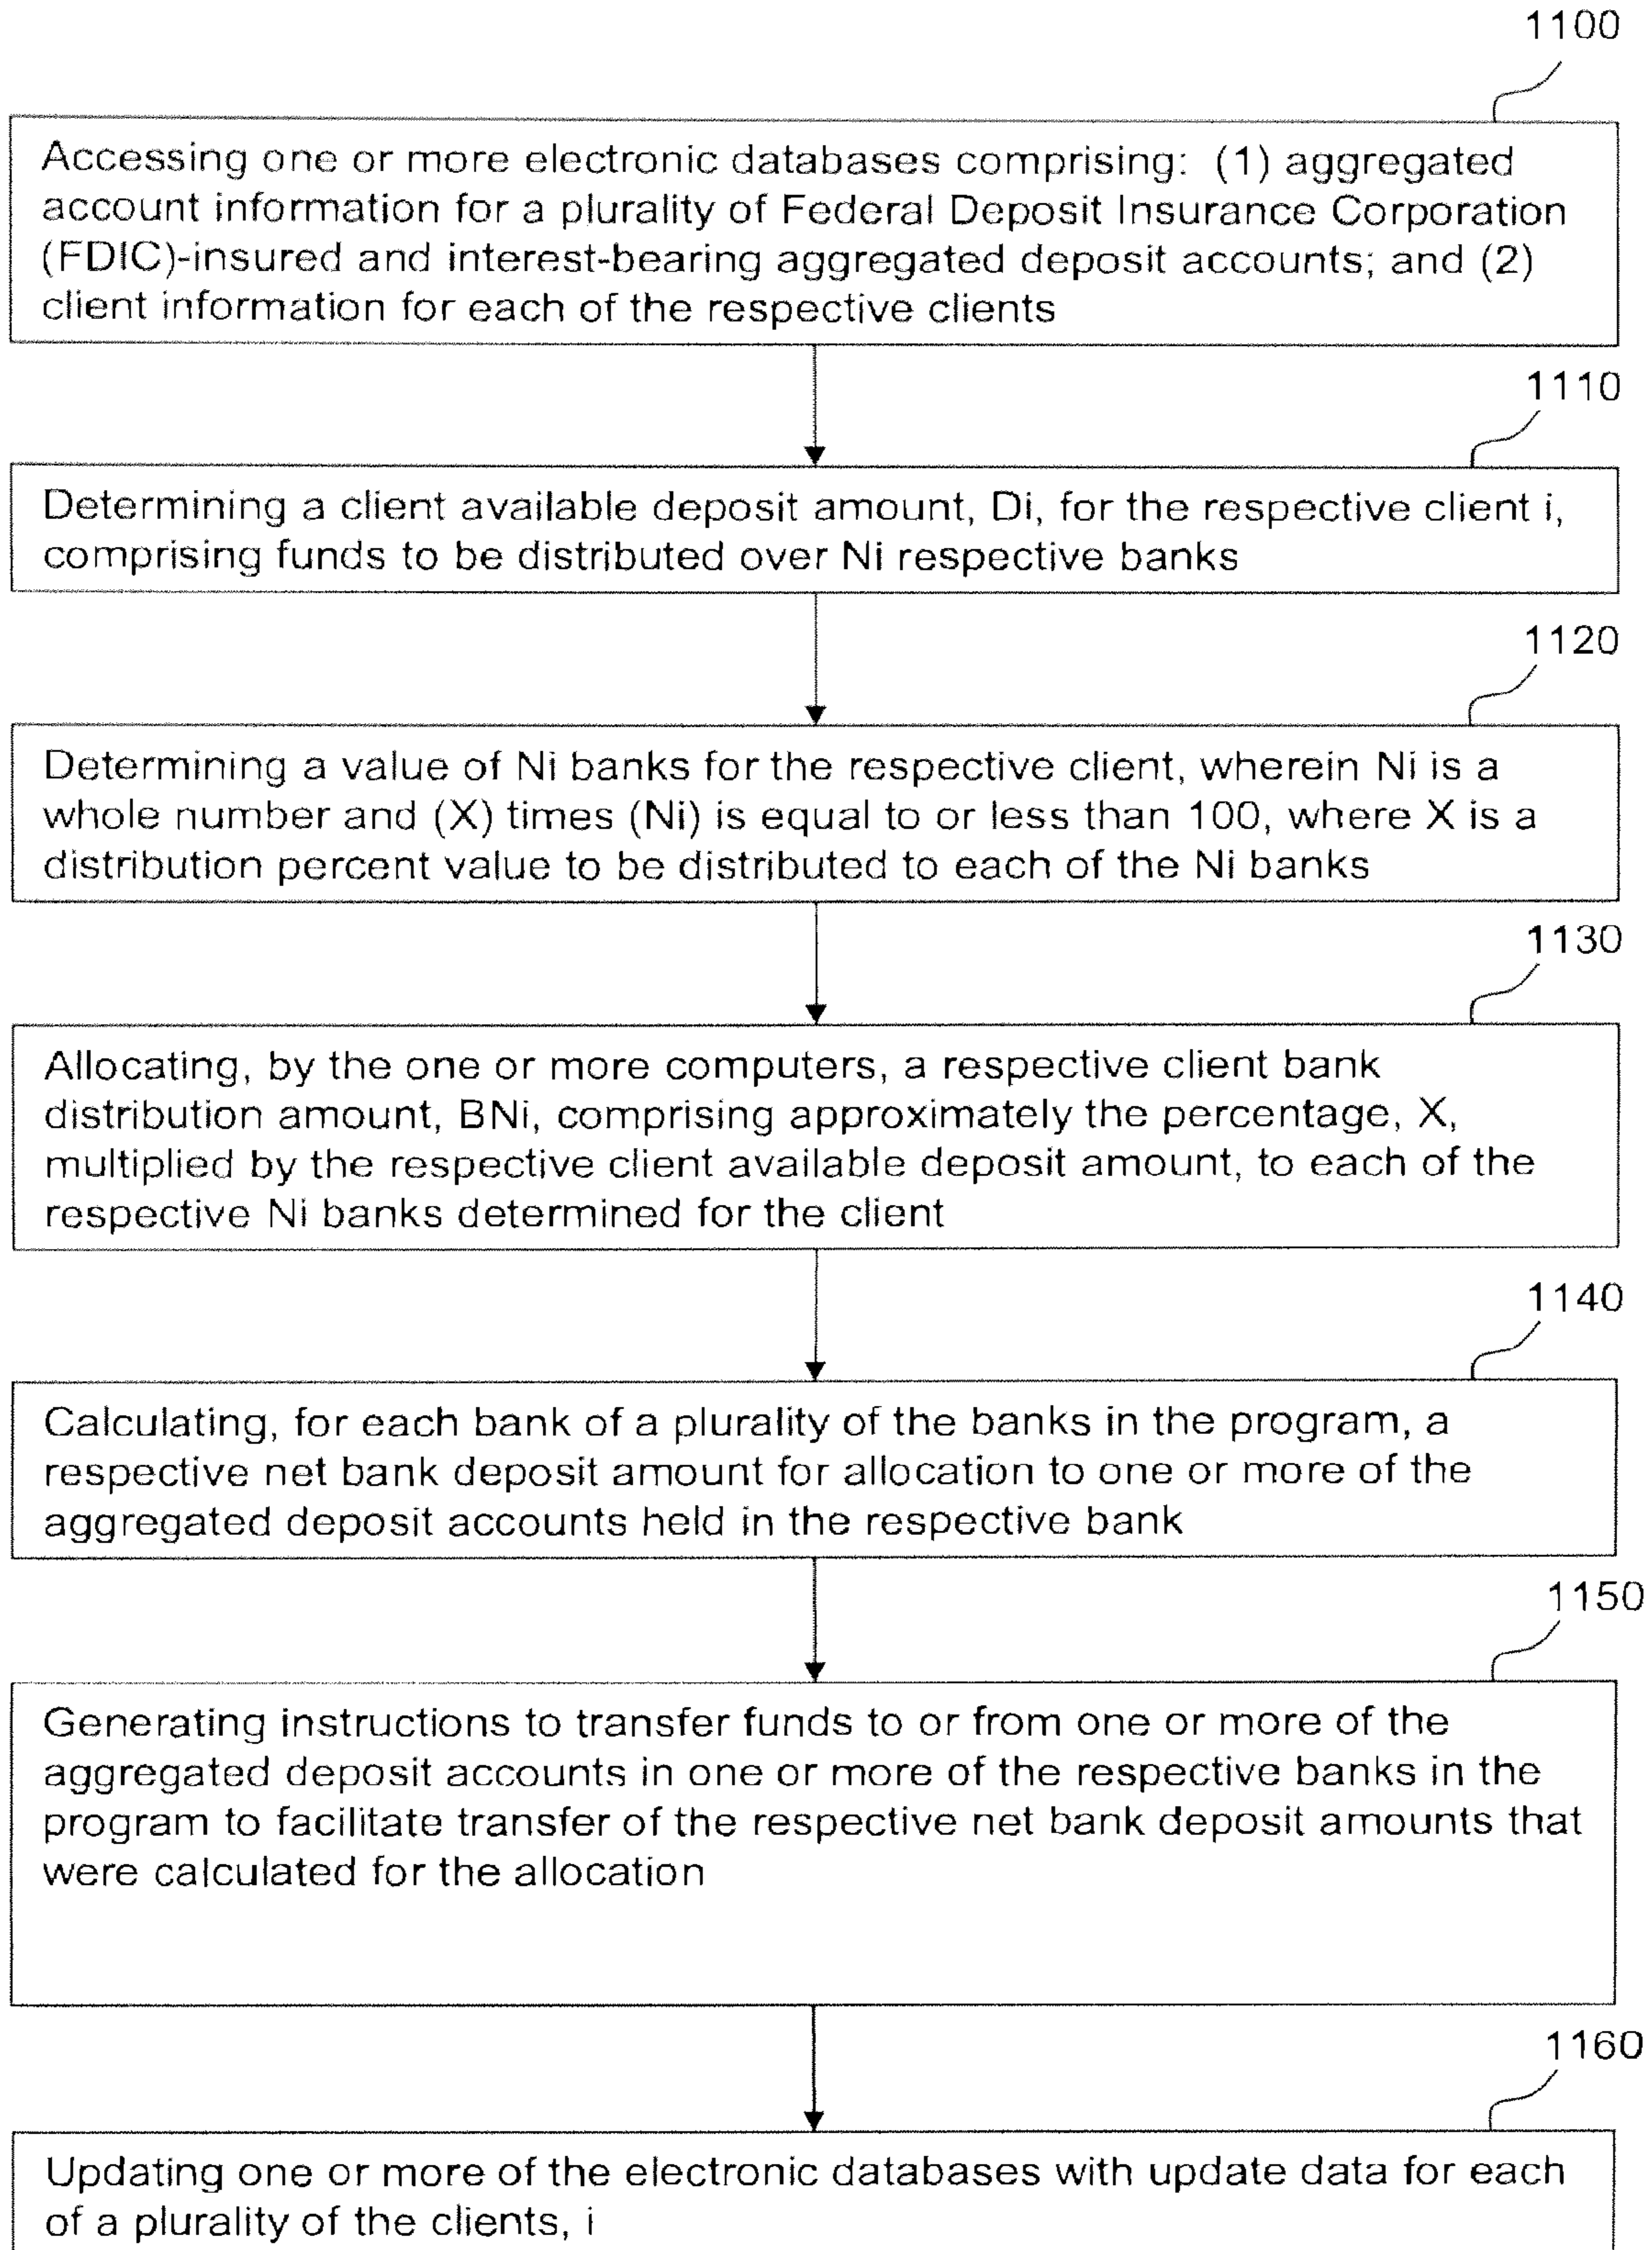 1100
Accessing one or more electronic databases comprising: (1) aggregated
account information for a plurality of Federal Deposit Insurance Corporation
(FDIC)-insured and interest-bearing aggregated deposit accounts; and (2)
client information for each of the respective clients
1110
Determining a client available deposit amount, Di, for the respective client i,
comprising funds to be distributed over Ni respective banks
1120
Determining a value of Ni banks for the respective client, wherein Ni is a
whole number and (X) times (Ni) is equal to or less than 100, where X is a
distribution percent value to be distributed to each of the Ni banks
1130
Allocating, by the one or more computers, a respective client bank
distribution amount, BNi, comprising approximately the percentage, X,
multiplied by the respective client available deposit amount, to each of the
respective Ni banks determined for the client
1140
Calculating, for each bank of a plurality of the banks in the program, a
respective net bank deposit amount for allocation to one or more of the
aggregated deposit accounts held in the respective bank
1150
Generating instructions to transfer funds to or from one or more of the
aggregated deposit accounts in one or more of the respective banks in the
program to facilitate transfer of the respective net bank deposit amounts that
were calculated for the allocation
1160
Updating one or more of the electronic databases with update data for each
of a plurality of the clients, i